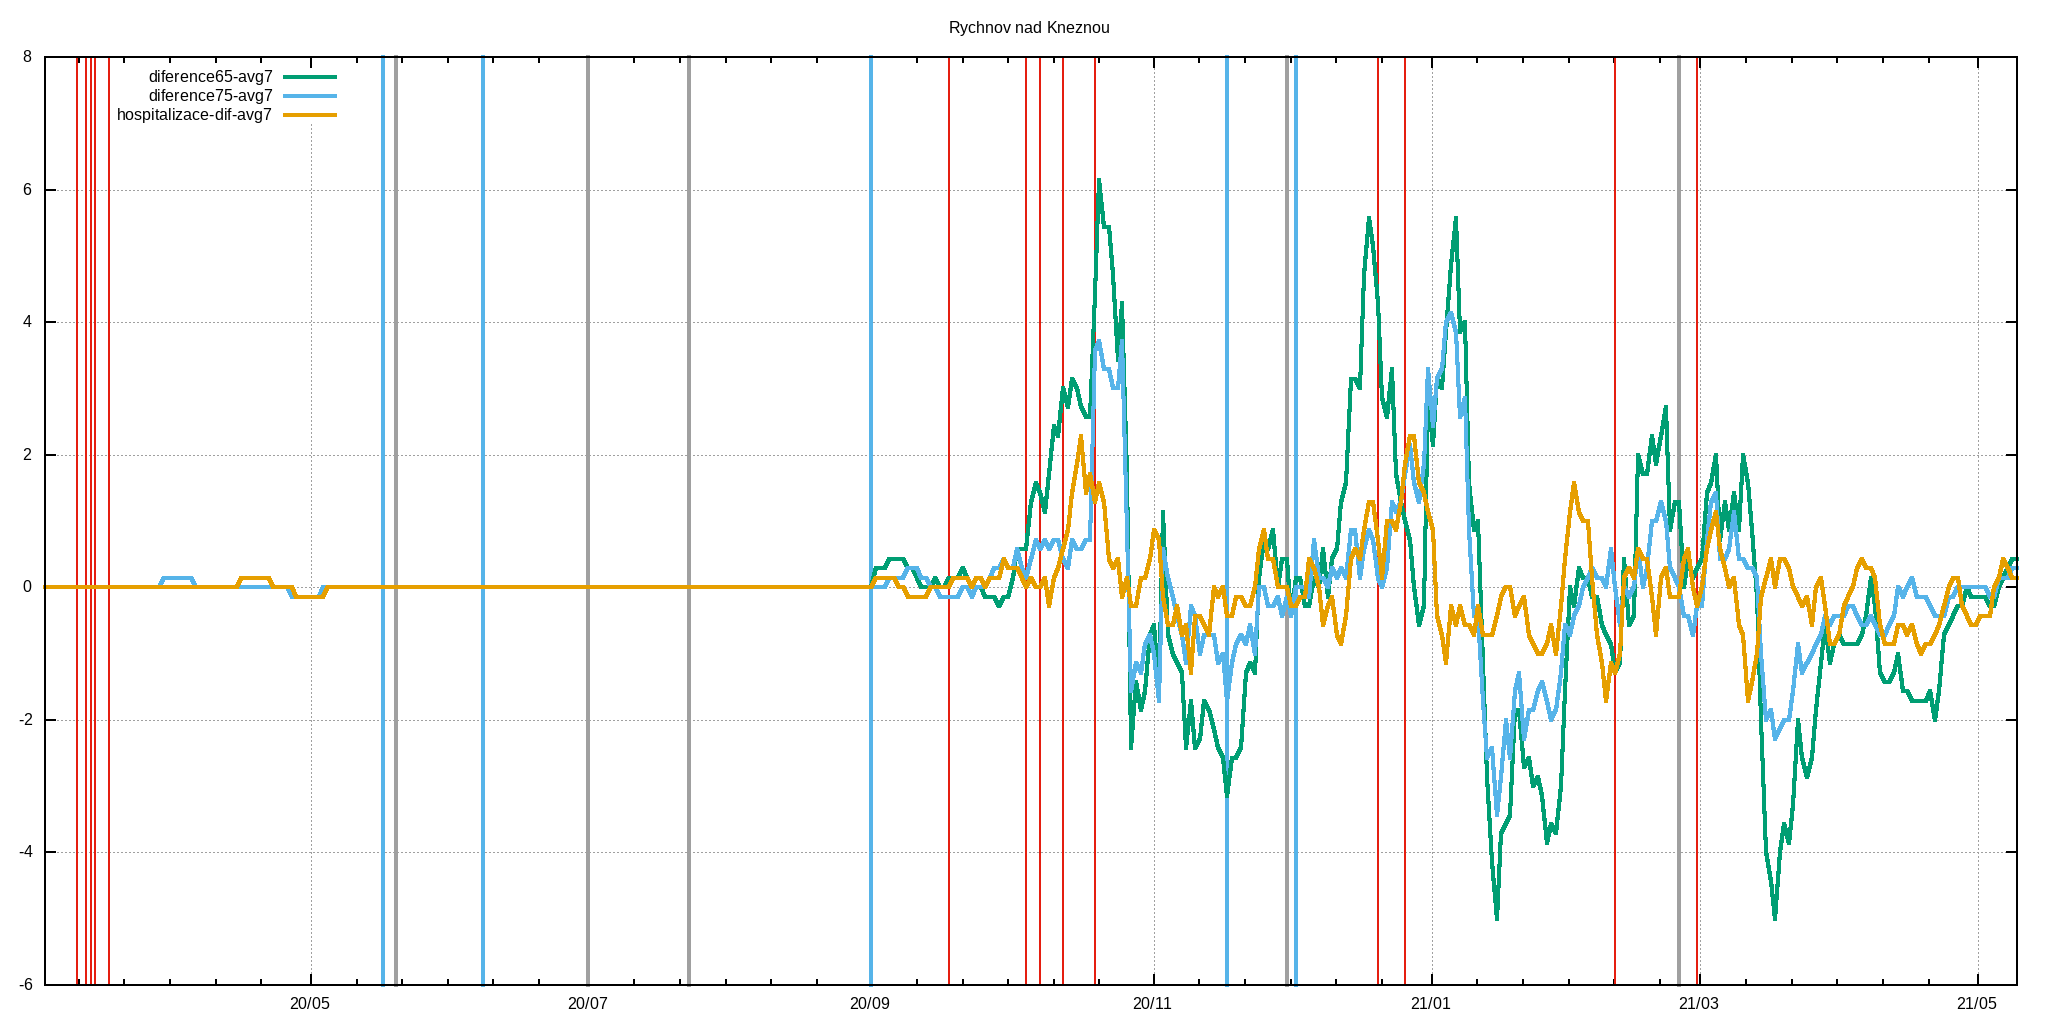 Rychnov nad Kneznou
diference65-avg7
diference75-avg7
hospitalizace-dif-avg7
8
6
4
2
0
-2
-4
-6
20/05 20/07 20/09 20/11 21/01 21/03 21/05